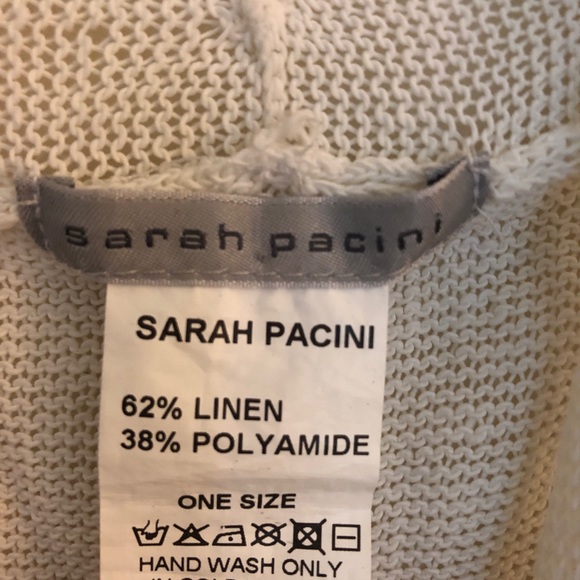 sarah pacini
SARAH PACINI
62% LINEN
38% POLYAMIDE
ONE SIZE
HAND WASH ONLY